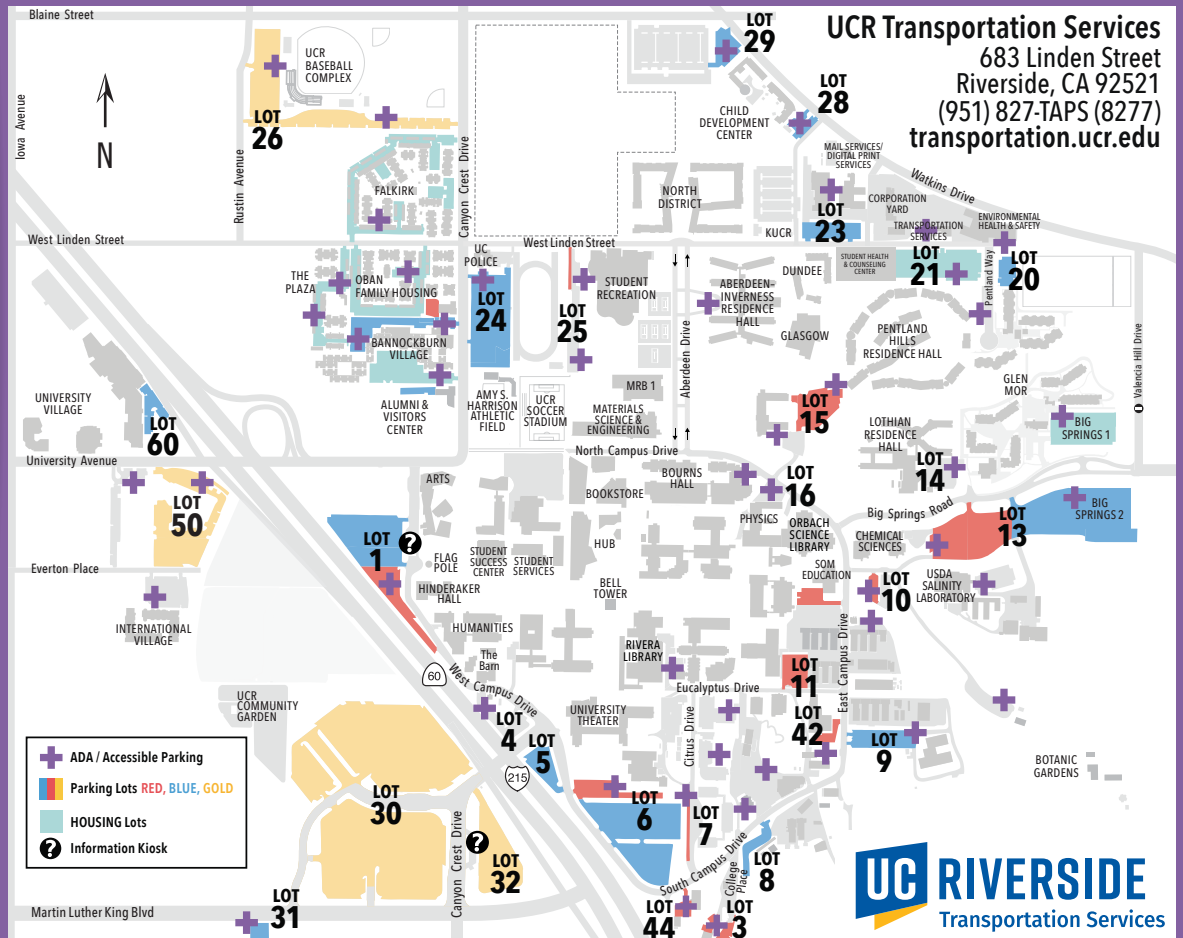 Blaine Street
UCR Transportation Services
683 Linden Street
Riverside, CA 92521
(951) 827-TAPS (8277)
transportation.ucr.edu
LOT
29
UCR
BASEBALL
COMPLEX
LOT
28
CHILD
DEVELOPMENT
CENTER
LOT
26
Iowa Avenue
N
Rustin Avenue
Canyon Crest Drive
MAIL SERVICES/
DIGITAL PRINT
SERVICES
Watkins Drive
FALKIRK
NORTH
DISTRICT
CORPORATION
YARD
LOT
23
KUCR
TRANSPORTATION
SERVICES
ENVIRONMENTAL
HEALTH & SAFETY
West Linden Street
West Linden Street
UC
POLICE
THE
PLAZA
OBAN
FAMILY HOUSING
LOT
24
STUDENT
RECREATION
LOT
25
ABERDEEN-
INVERNESS
RESIDENCE
HALL
DUNDEE
STUDENT HEALTH
& COUNSELING
CENTER
LOT
21
Pentland Way
LOT
20
Aberdeen Drive
GLASGOW
PENTLAND
HILLS
RESIDENCE HALL
Valencia Hill Drive
BANNOCKBURN
VILLAGE
ALUMNI &
VISITORS
CENTER
AMY S.
HARRISON
ATHLETIC
FIELD
UCR
SOCCER
STADIUM
MRB 1
MATERIALS
SCIENCE &
ENGINEERING
LOT
15
GLEN
MOR
BIG
SPRINGS 1
UNIVERSITY
VILLAGE
LOT
60
LOTHIAN
RESIDENCE
HALL
LOT
14
University Avenue
North Campus Drive
LOT
50
ARTS
BOOKSTORE
BOURNS
HALL
LOT
16
PHYSICS
Big Springs Road
BIG
SPRINGS 2
LOT
13
LOT
1
?
FLAG
POLE
STUDENT
SUCCESS
CENTER
STUDENT
SERVICES
HUB
ORBACH
SCIENCE
LIBRARY
CHEMICAL
SCIENCES
Everton Place
HINDERAKER
HALL
BELL
TOWER
SOM
EDUCATION
LOT
10
USDA
SALINITY
LABORATORY
INTERNATIONAL
VILLAGE
HUMANITIES
The
Barn
RIVERA
LIBRARY
East Campus Drive
60
West Campus Drive
LOT
11
Eucalyptus Drive
UCR
COMMUNITY
GARDEN
LOT
4
UNIVERSITY
THEATER
Citrus Drive
LOT
42
LOT
9
LOT
5
215
BOTANIC
GARDENS
ADA / Accessible Parking
Parking Lots RED, BLUE, GOLD
HOUSING Lots
? Information Kiosk
LOT
30
LOT
6
LOT
7
Canyon Crest Drive
?
LOT
32
South Campus Drive
College
Place
LOT
8
LOT
31
Martin Luther King Blvd
LOT
44
LOT
3
UC RIVERSIDE
Transportation Services